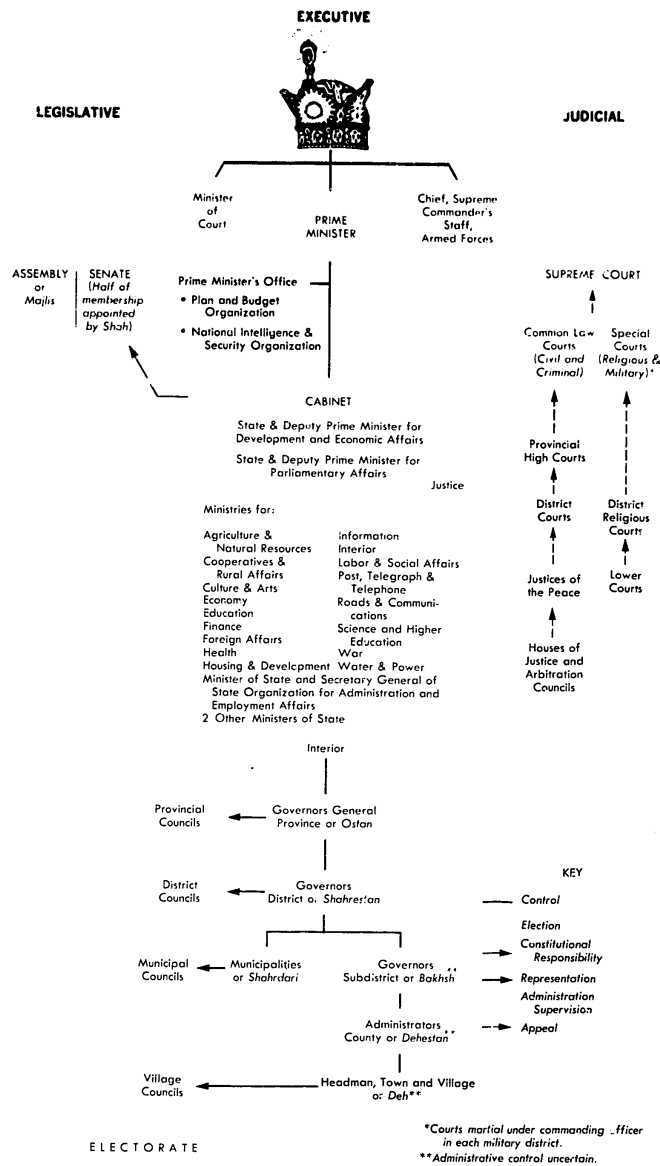 EXECUTIVE
LEGISLATIVE
JUDICIAL
Minister
of
Court
PRIME
MINISTER
Chief, Supreme
Commander's
Staff,
Armed Forces
ASSEMBLY
or
Majlis
SENATE
(Half of
membership
appointed
by Shah)
Prime Minister's Office
• Plan and Budget
Organization
• National Intelligence &
Security Organization
SUPREME COURT
Common Law
Courts
(Civil and
Criminal)
Special
Courts
(Religious &
Military)*
CABINET
State & Deputy Prime Minister for
Development and Economic Affairs
State & Deputy Prime Minister for
Parliamentary Affairs
Justice
Provincial
High Courts
District
Courts
District
Religious
Courts
Justices of
the Peace
Lower
Courts
Houses of
Justice and
Arbitration
Councils
Ministries for:
Agriculture &
Natural Resources
Cooperatives &
Rural Affairs
Culture & Arts
Economy
Education
Finance
Foreign Affairs
Health
Housing & Development
Information
Interior
Labor & Social Affairs
Post, Telegraph &
Telephone
Roads & Communi-
cations
Science and Higher
Education
War
Water & Power
Minister of State and Secretary General of
State Organization for Administration and
Employment Affairs
2 Other Ministers of State
Interior
Provincial
Councils
Governors General
Province or Ostan
District
Councils
Governors
District or Shahrestan
Municipal
Councils
Municipalities
or Shahrdari
Governors
Subdistrict or Bakhsh**
Administrators
County or Dehestan**
Village
Councils
Headman, Town and Village
or Deh**
KEY
Control
Election
Constitutional
Responsibility
Representation
Administration
Supervision
Appeal
ELECTORATE
*Courts martial under commanding officer
in each military district.
**Administrative control uncertain.